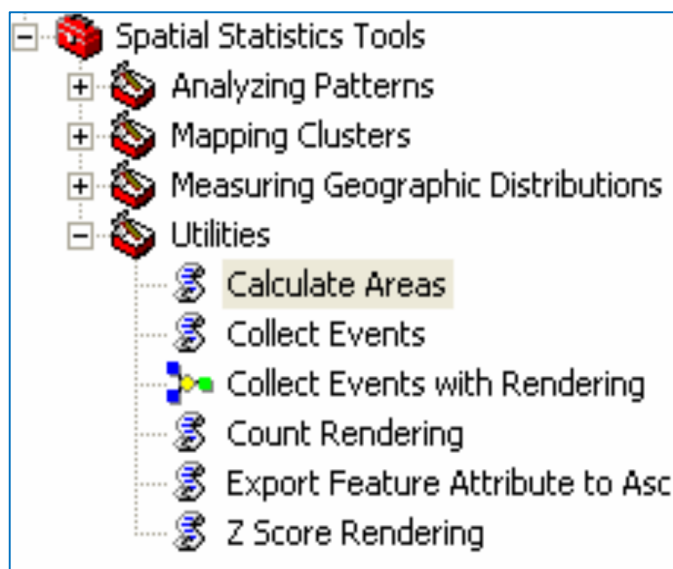 Spatial Statistics Tools
Analyzing Patterns
Mapping Clusters
Measuring Geographic Distributions
Utilities
Calculate Areas
Collect Events
Collect Events with Rendering
Count Rendering
Export Feature Attribute to Asc
Z Score Rendering